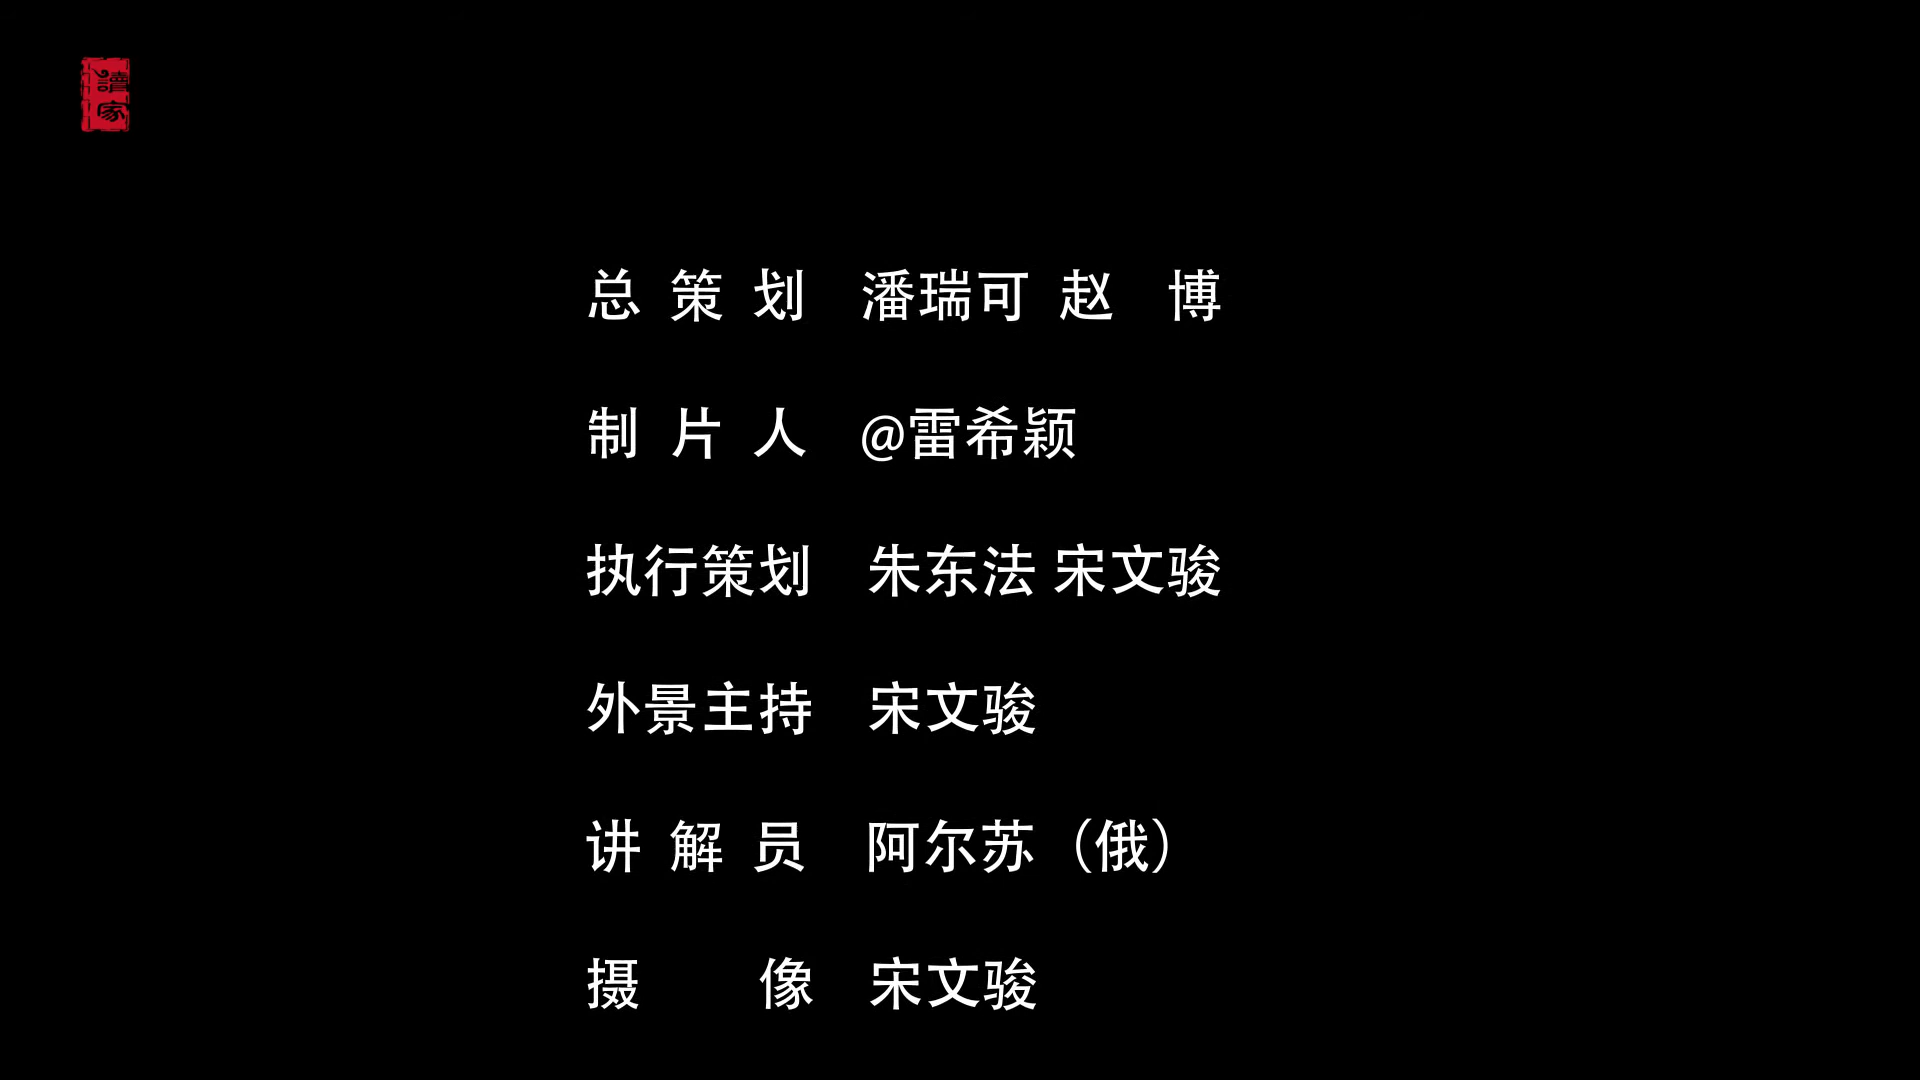 讀家
总 策 划 潘瑞可 赵 博
制 片 人 @雷希颖
执行策划 朱东法 宋文骏
外景主持 宋文骏
讲 解 员 阿尔苏（俄）
摄 像 宋文骏